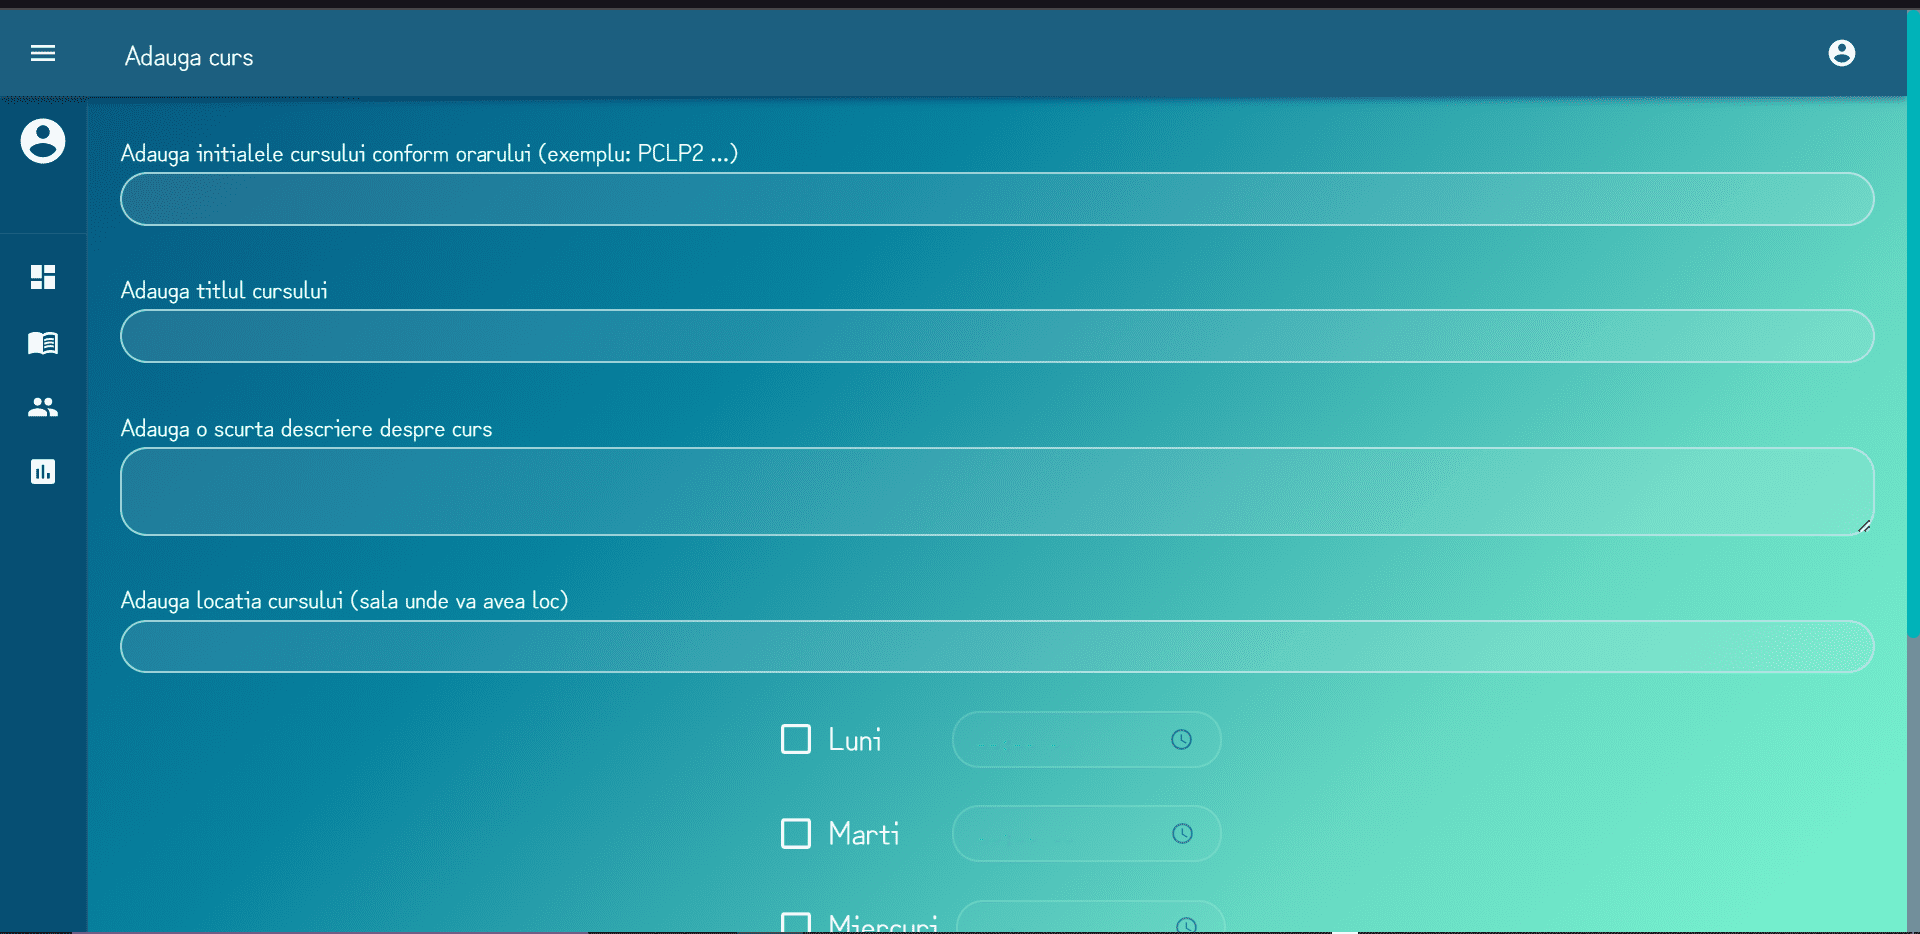 Adauga curs
Adauga initialele cursului conform orarului (exemplu: PCLP2 ...)
Adauga titlul cursului
Adauga o scurta descriere despre curs
Adauga locatia cursului (sala unde va avea loc)
Luni
Marti
Miercuri